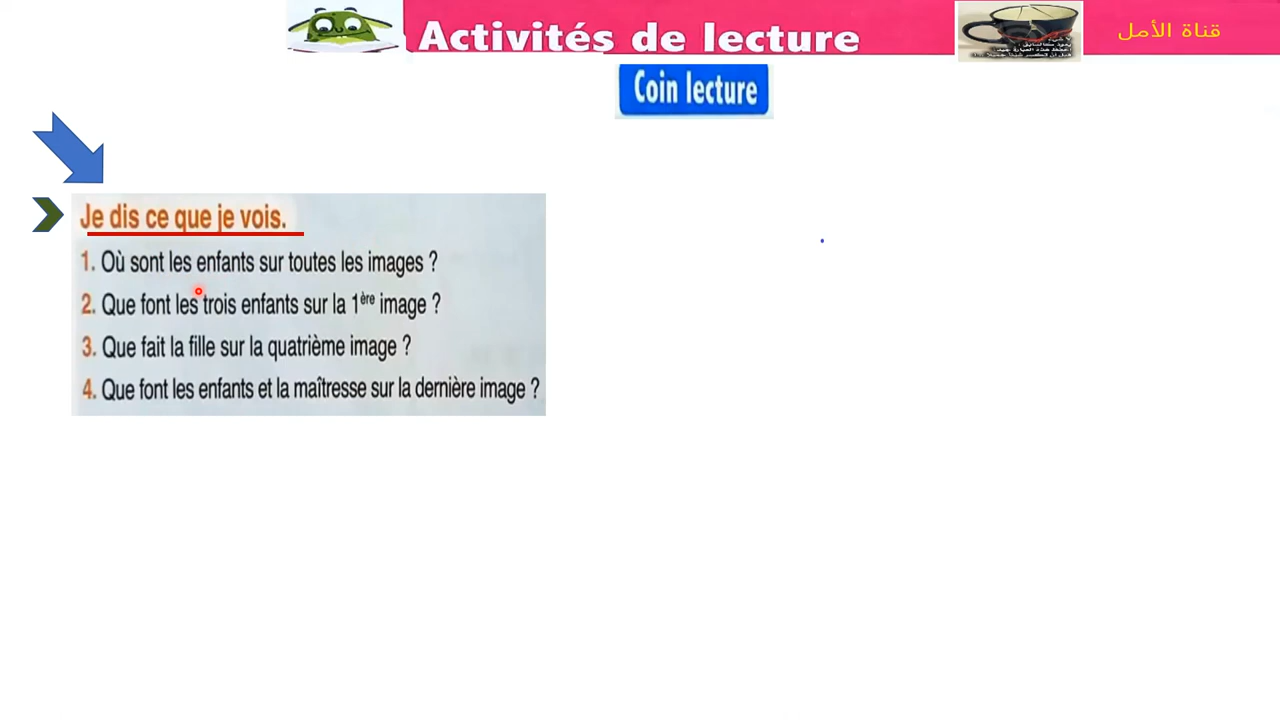 Activités de lecture
قناة الأمل
Coin lecture
Je dis ce que je vois.
1. Où sont les enfants sur toutes les images ?
2. Que font les trois enfants sur la 1ère image ?
3. Que fait la fille sur la quatrième image ?
4. Que font les enfants et la maîtresse sur la dernière image ?